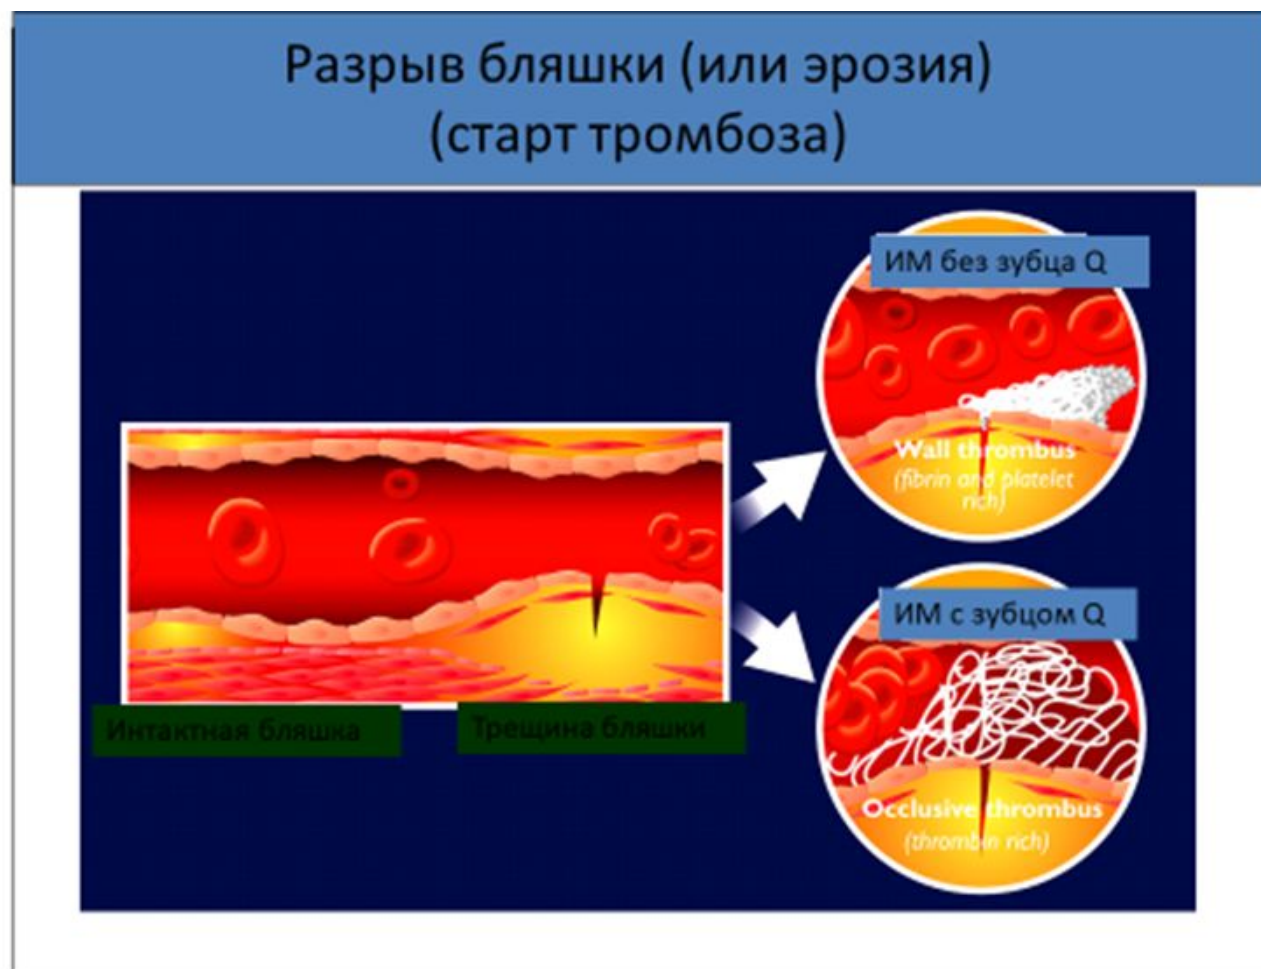 Разрыв бляшки (или эрозия)
(старт тромбоза)
ИМ без зубца Q
Wall thrombus
(fibrin and platelet
rich)
Интактная бляшка
Трещина бляшки
ИМ с зубцом Q
Occlusive thrombus
(thrombin rich)